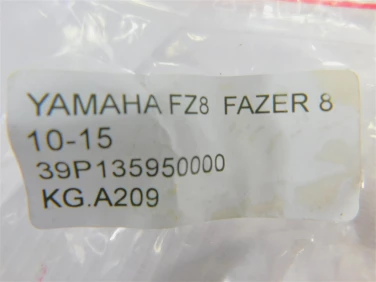 YAMAHA FZ8 FAZER 8
10-15
39P135950000
KG.A209